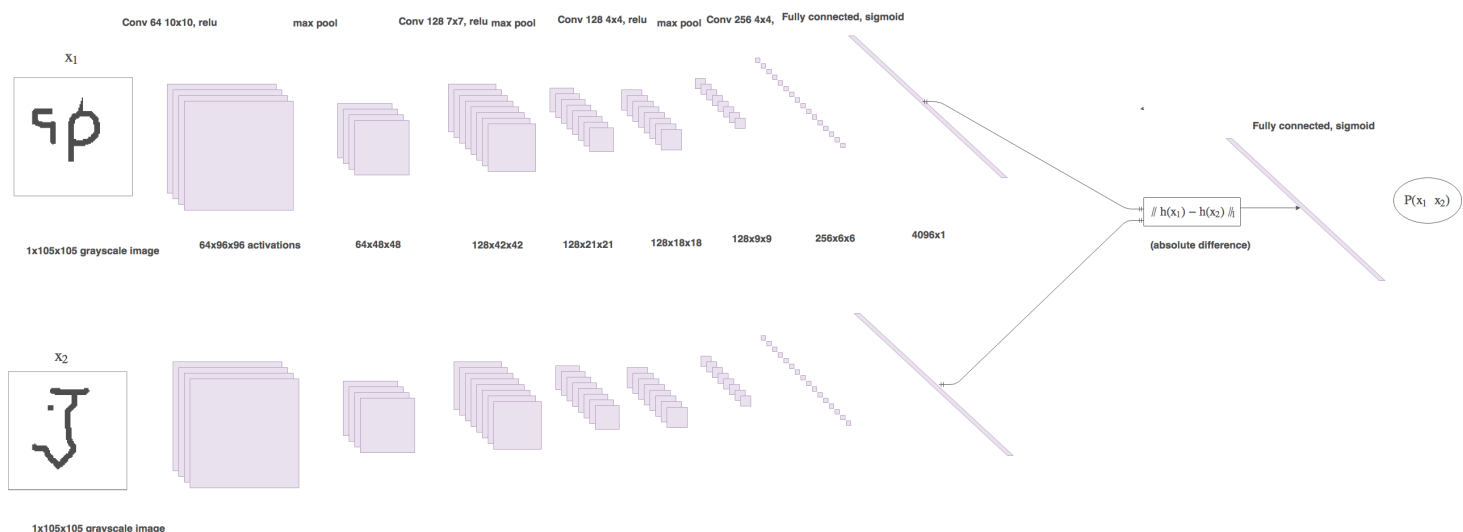 Conv 64 10x10, relu
max pool
Conv 128 7x7, relu
max pool
Conv 128 4x4, relu
max pool
Conv 256 4x4,
Fully connected, sigmoid
x1
Fully connected, sigmoid
P(x1 x2)
// h(x1) − h(x2) //1
(absolute difference)
1x105x105 grayscale image
64x96x96 activations
64x48x48
128x42x42
128x21x21
128x18x18
128x9x9
256x6x6
4096x1
x2
1x105x105 grayscale image